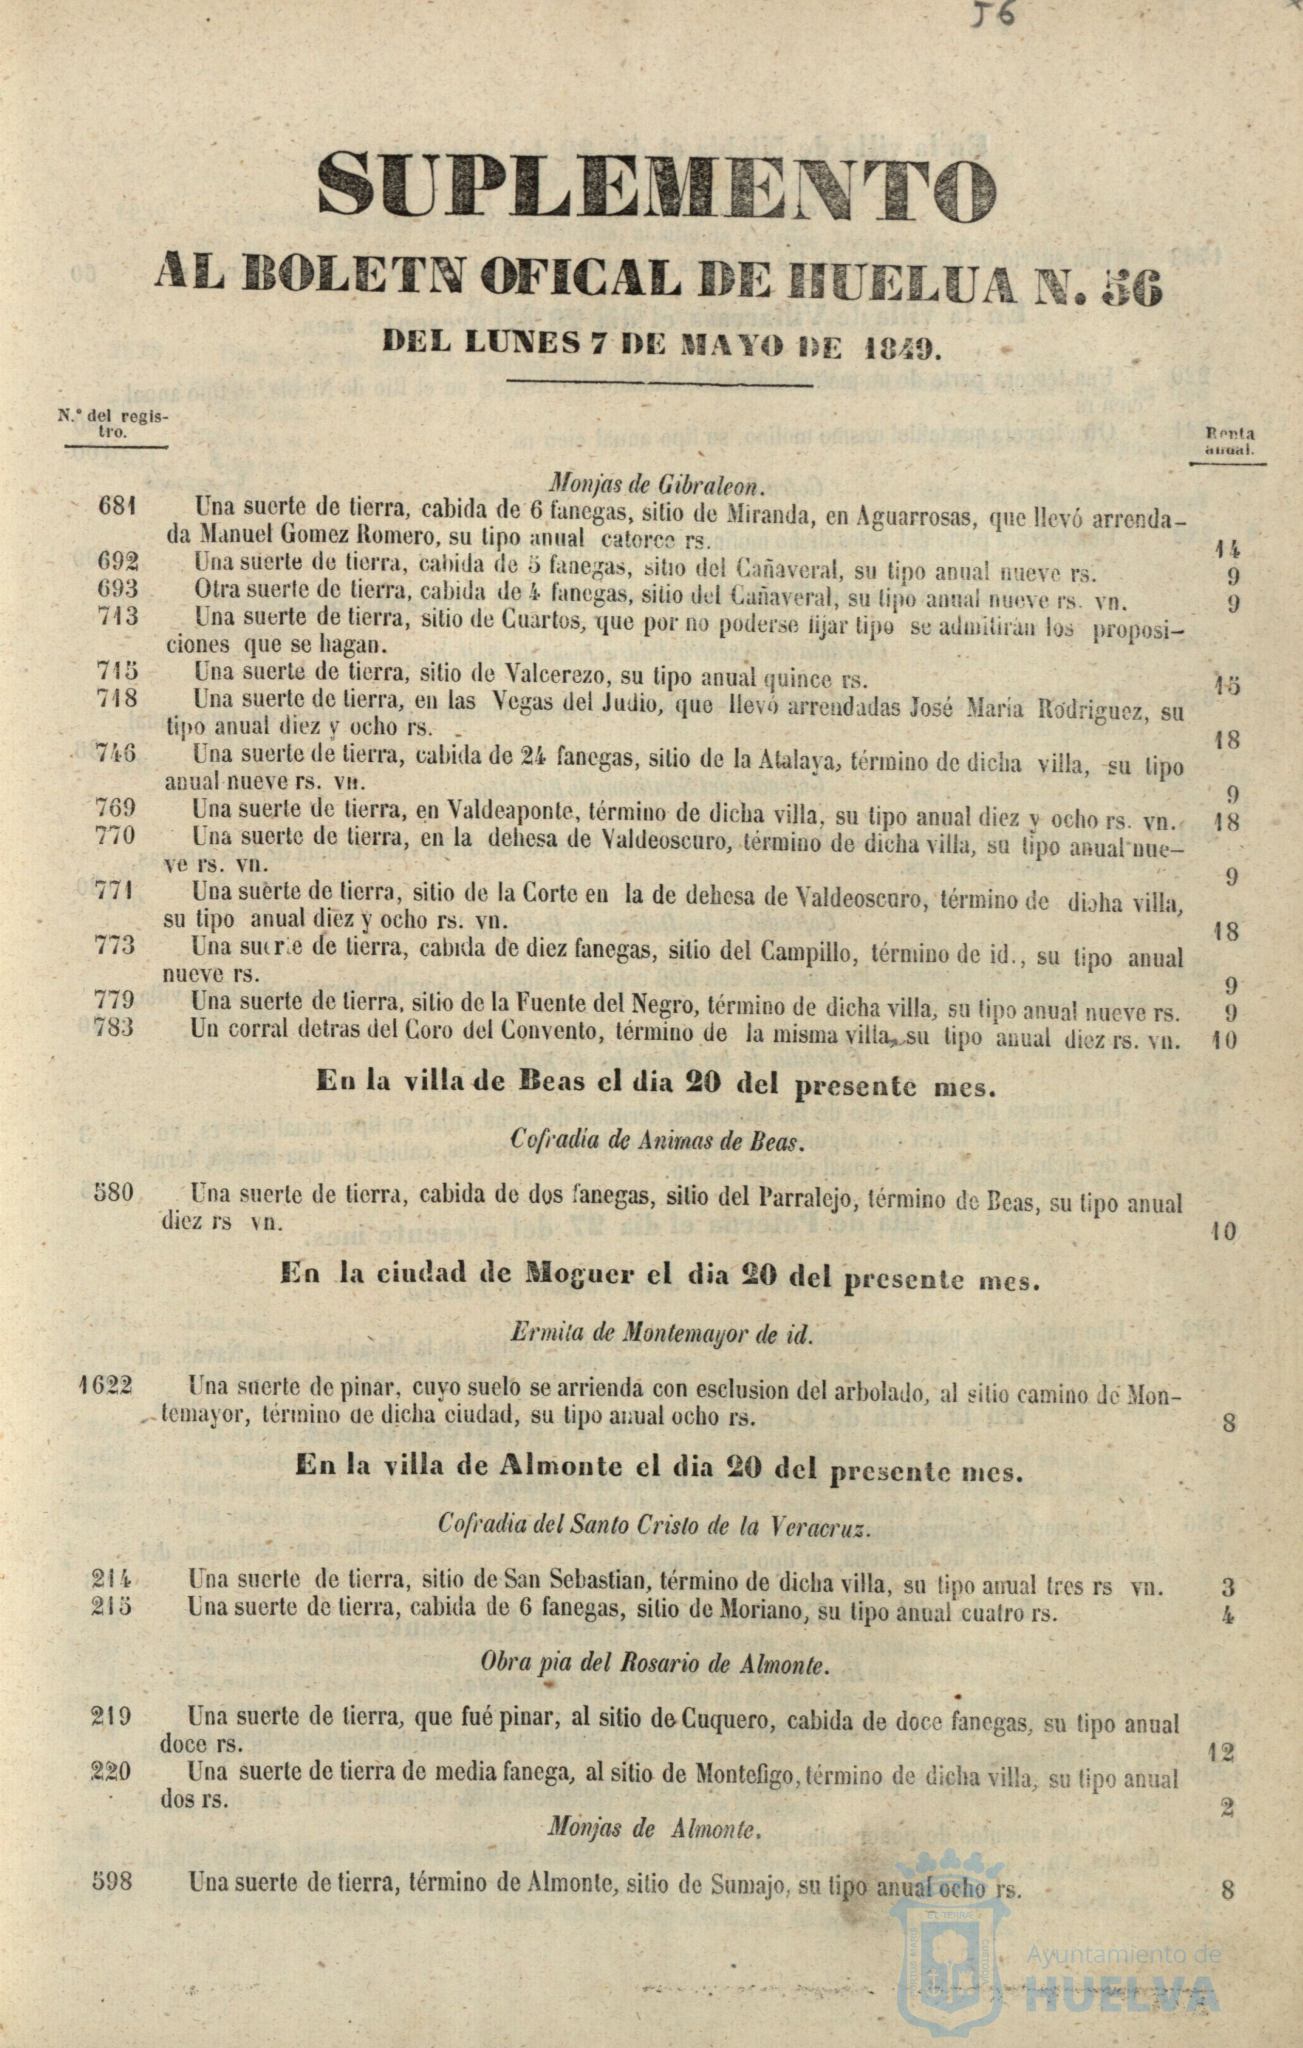 56
SUPLEMENTO
AL BOLETN OFICAL DE HUELUA N. 56
DEL LUNES 7 DE MAYO DE 1849.
N.º del regis-
tro.
Renta
anual.
Monjas de Gibraleon.
681 Una suerte de tierra, cabida de 6 fanegas, sitio de Miranda, en Aguarrosas, que llevó arrenda-
da Manuel Gomez Romero, su tipo anual catorce rs. 14
692 Una suerte de tierra, cabida de 5 fanegas, sitio del Cañaveral, su tipo anual nueve rs. 9
693 Otra suerte de tierra, cabida de 4 fanegas, sitio del Cañaveral, su tipo anual nueve rs. vn. 9
713 Una suerte de tierra, sitio de Cuartos, que por no poderse fijar tipo se admitirán los proposi-
ciones que se hagan.
715 Una suerte de tierra, sitio de Valcerezo, su tipo anual quince rs. 15
718 Una suerte de tierra, en las Vegas del Judio, que llevó arrendadas José María Rodriguez, su
tipo anual diez y ocho rs. 18
746 Una suerte de tierra, cabida de 24 fanegas, sitio de la Atalaya, término de dicha villa, su tipo
anual nueve rs. vn. 9
769 Una suerte de tierra, en Valdeaponte, término de dicha villa, su tipo anual diez y ocho rs. vn. 18
770 Una suerte de tierra, en la dehesa de Valdeoscuro, término de dicha villa, su tipo anual nue-
ve rs. vn. 9
771 Una suerte de tierra, sitio de la Corte en la de dehesa de Valdeoscuro, término de dicha villa,
su tipo anual diez y ocho rs. vn. 18
773 Una suerte de tierra, cabida de diez fanegas, sitio del Campillo, término de id., su tipo anual
nueve rs. 9
779 Una suerte de tierra, sitio de la Fuente del Negro, término de dicha villa, su tipo anual nueve rs. 9
783 Un corral detras del Coro del Convento, término de la misma villa, su tipo anual diez rs. vn. 10
En la villa de Beas el dia 20 del presente mes.
Cofradia de Animas de Beas.
580 Una suerte de tierra, cabida de dos fanegas, sitio del Parralejo, término de Beas, su tipo anual
diez rs vn. 10
En la ciudad de Moguer el dia 20 del presente mes.
Ermita de Montemayor de id.
1622 Una suerte de pinar, cuyo suelo se arrienda con esclusion del arbolado, al sitio camino de Mon-
temayor, término de dicha ciudad, su tipo anual ocho rs. 8
En la villa de Almonte el dia 20 del presente mes.
Cofradia del Santo Cristo de la Veracruz.
214 Una suerte de tierra, sitio de San Sebastian, término de dicha villa, su tipo anual tres rs vn. 3
215 Una suerte de tierra, cabida de 6 fanegas, sitio de Moriano, su tipo anual cuatro rs. 4
Obra pia del Rosario de Almonte.
219 Una suerte de tierra, que fué pinar, al sitio de Cuquero, cabida de doce fanegas, su tipo anual
doce rs. 12
220 Una suerte de tierra de media fanega, al sitio de Montefigo, término de dicha villa, su tipo anual
dos rs. 2
Monjas de Almonte.
598 Una suerte de tierra, término de Almonte, sitio de Sumajo, su tipo anual ocho rs. 8
Ayuntamiento de
HUELVA